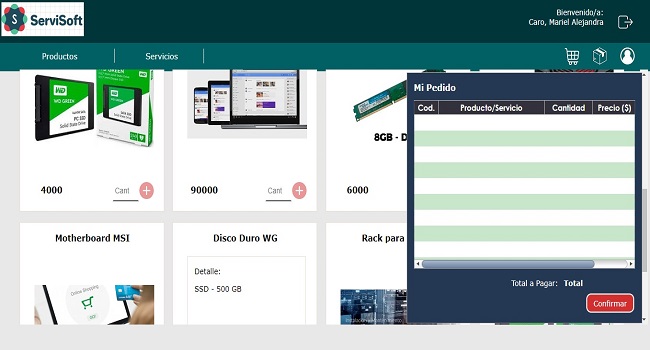 S ServiSoft
Bienvenido/a:
Caro, Mariel Alejandra
Productos
Servicios
WD
WD GREEN
PC SSD
Solid State Drive
GREEN
WD
4000
Cant
+
90000
Cant
+
8GB - D
6000
Motherboard MSI
Online Shopping
Disco Duro WG
Detalle:
SSD - 500 GB
Rack para
Mi Pedido
Cod.
Producto/Servicio
Cantidad
Precio ($)
Total a Pagar: Total
Confirmar